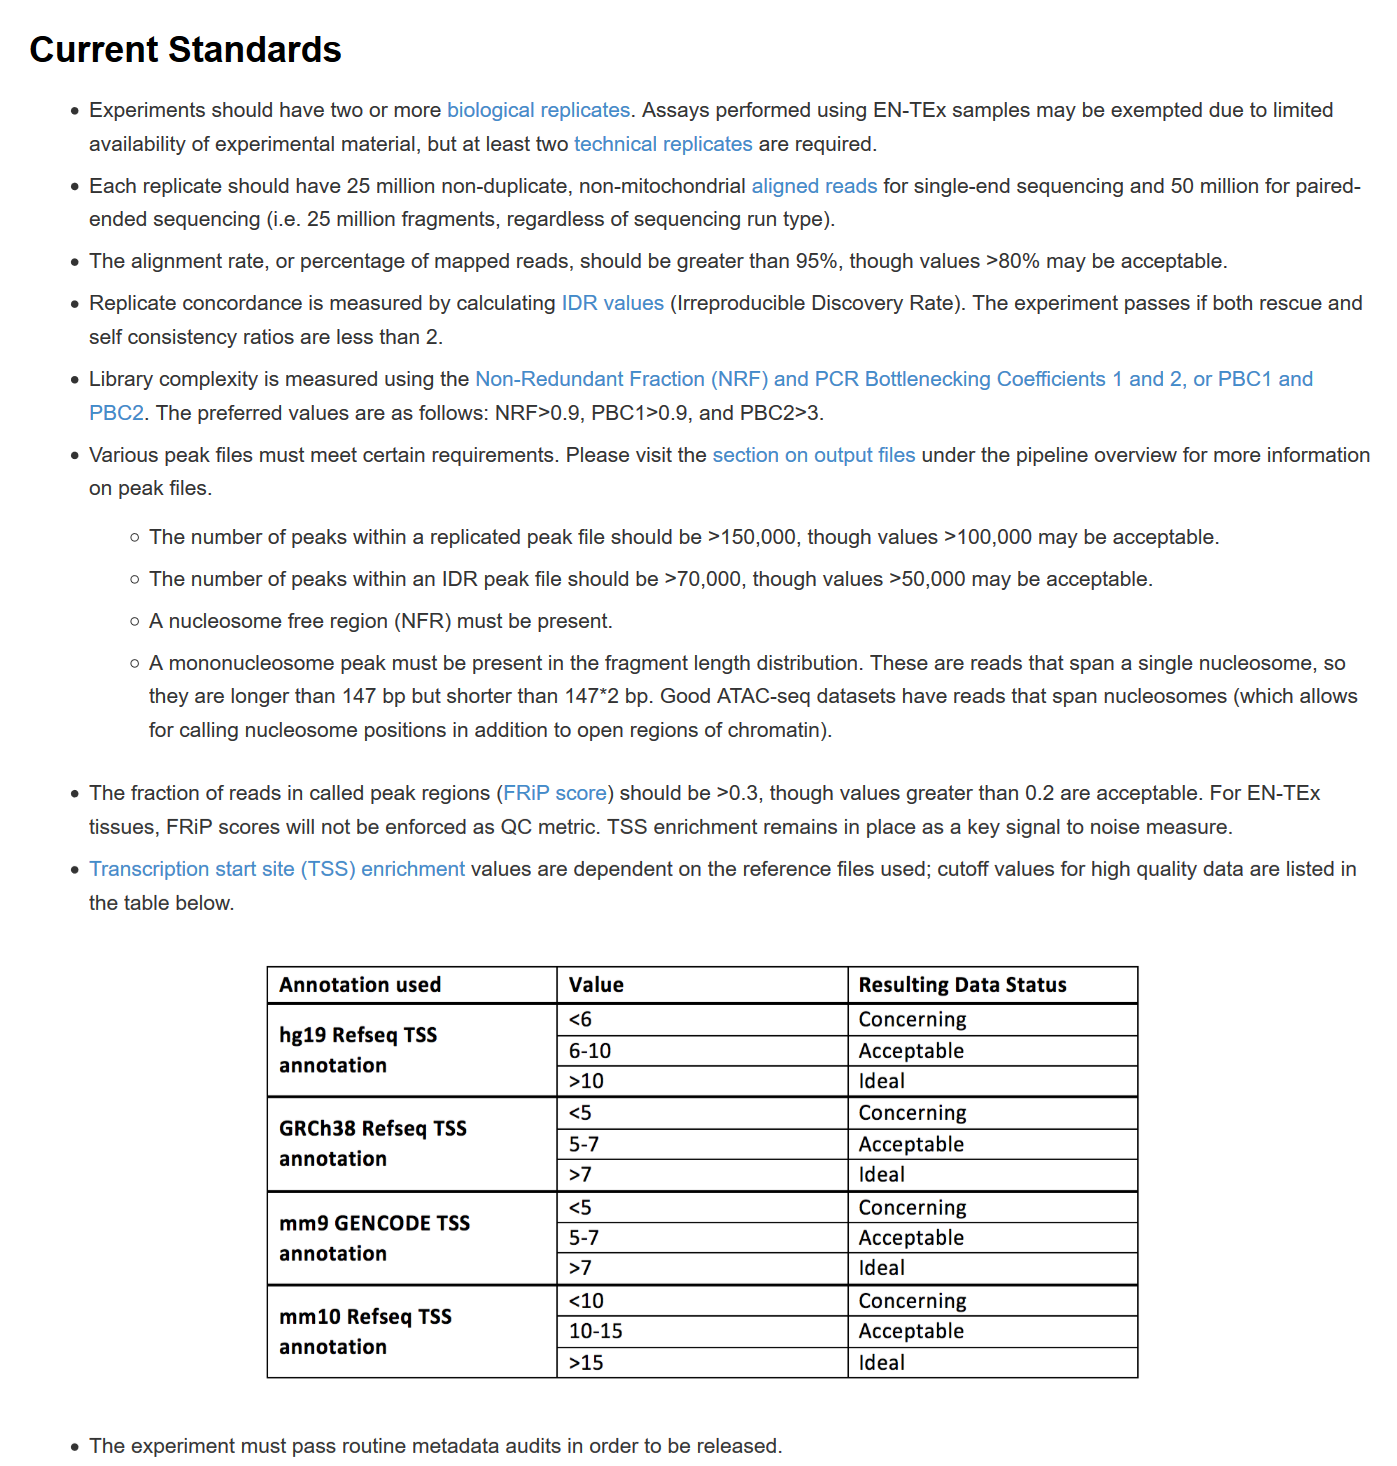 Current Standards
Experiments should have two or more biological replicates. Assays performed using EN-TEx samples may be exempted due to limited
availability of experimental material, but at least two technical replicates are required.
Each replicate should have 25 million non-duplicate, non-mitochondrial aligned reads for single-end sequencing and 50 million for paired-
ended sequencing (i.e. 25 million fragments, regardless of sequencing run type).
The alignment rate, or percentage of mapped reads, should be greater than 95%, though values >80% may be acceptable.
Replicate concordance is measured by calculating IDR values (Irreproducible Discovery Rate). The experiment passes if both rescue and
self consistency ratios are less than 2.
Library complexity is measured using the Non-Redundant Fraction (NRF) and PCR Bottlenecking Coefficients 1 and 2, or PBC1 and
PBC2. The preferred values are as follows: NRF>0.9, PBC1>0.9, and PBC2>3.
Various peak files must meet certain requirements. Please visit the section on output files under the pipeline overview for more information
on peak files.
The number of peaks within a replicated peak file should be >150,000, though values >100,000 may be acceptable.
The number of peaks within an IDR peak file should be >70,000, though values >50,000 may be acceptable.
A nucleosome free region (NFR) must be present.
A mononucleosome peak must be present in the fragment length distribution. These are reads that span a single nucleosome, so
they are longer than 147 bp but shorter than 147*2 bp. Good ATAC-seq datasets have reads that span nucleosomes (which allows
for calling nucleosome positions in addition to open regions of chromatin).
The fraction of reads in called peak regions (FRiP score) should be >0.3, though values greater than 0.2 are acceptable. For EN-TEx
tissues, FRiP scores will not be enforced as QC metric. TSS enrichment remains in place as a key signal to noise measure.
Transcription start site (TSS) enrichment values are dependent on the reference files used; cutoff values for high quality data are listed in
the table below.
Annotation used Value Resulting Data Status
hg19 Refseq TSS
annotation
<6 Concerning
6-10 Acceptable
>10 Ideal
GRCh38 Refseq TSS
annotation
<5 Concerning
5-7 Acceptable
>7 Ideal
mm9 GENCODE TSS
annotation
<5 Concerning
5-7 Acceptable
>7 Ideal
mm10 Refseq TSS
annotation
<10 Concerning
10-15 Acceptable
>15 Ideal
The experiment must pass routine metadata audits in order to be released.